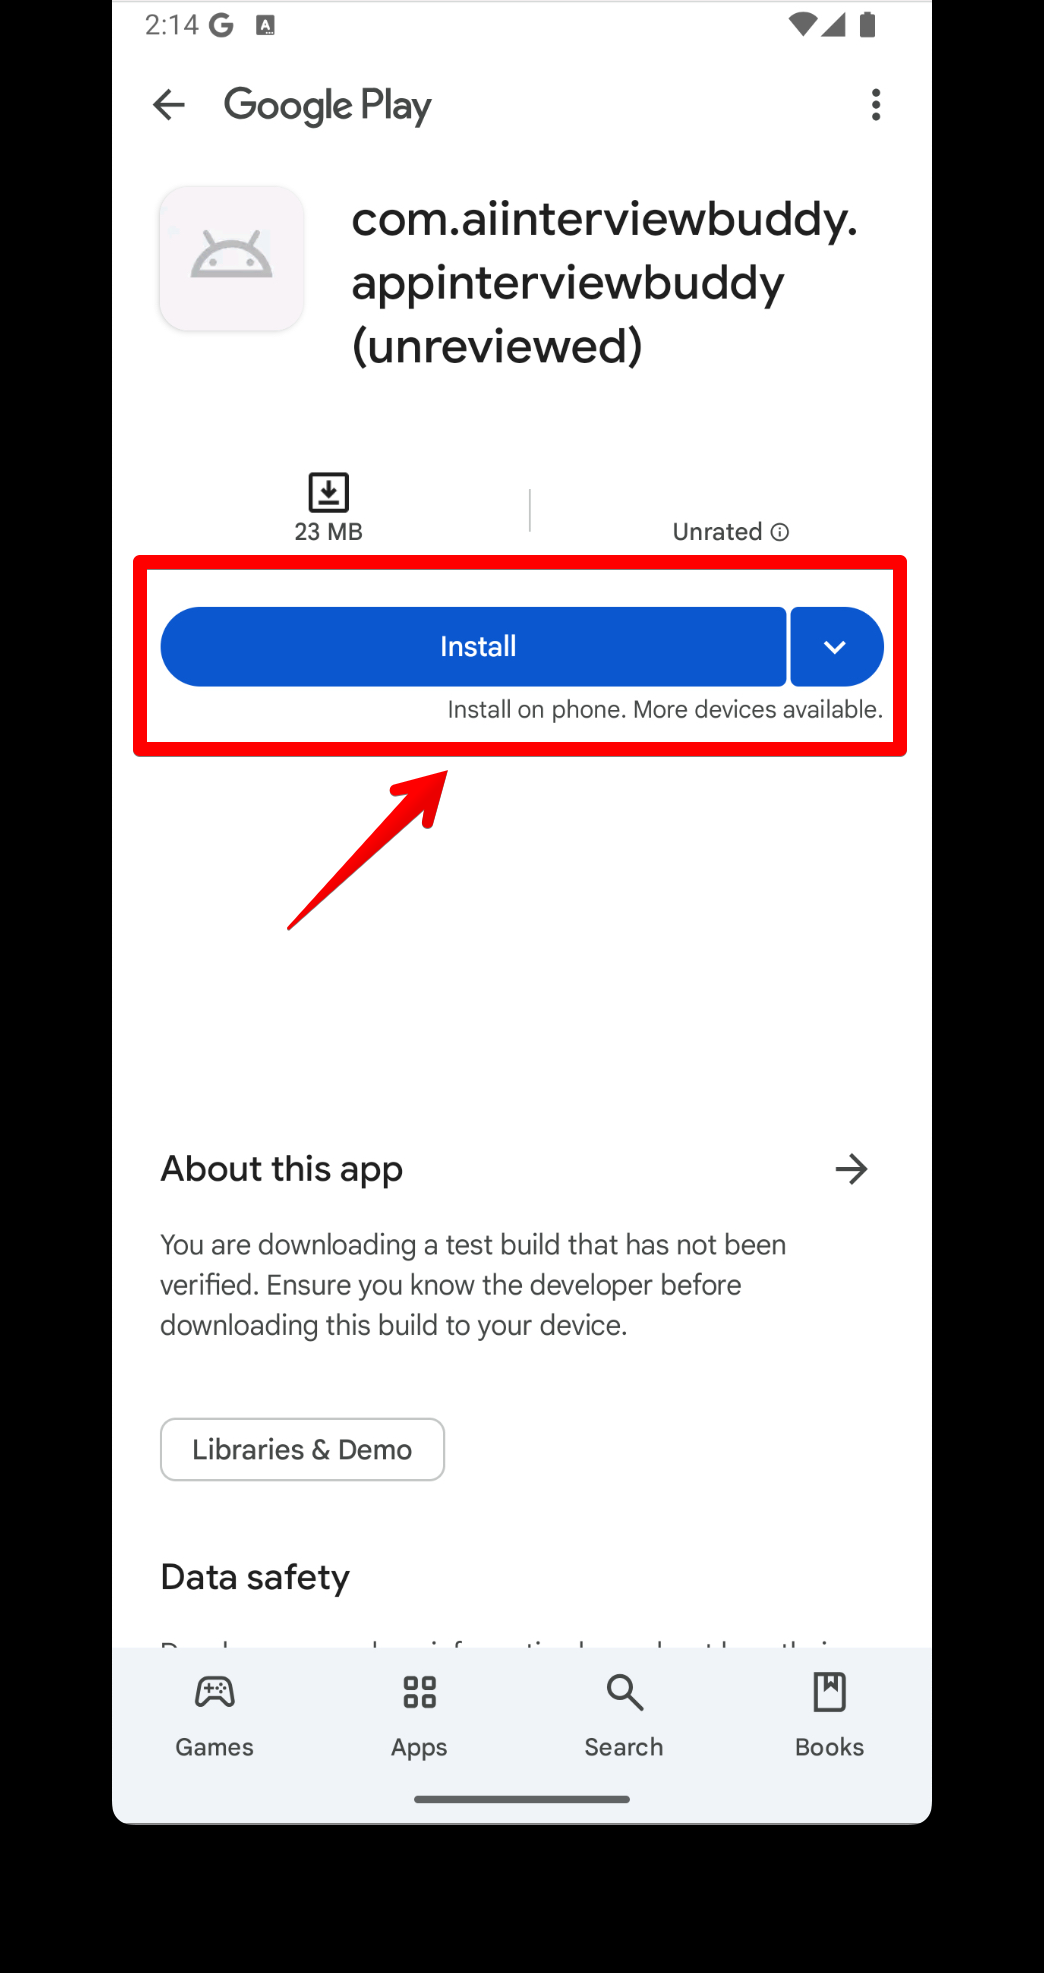 2:14
Google Play
com.aiinterviewbuddy.
appinterviewbuddy
(unreviewed)
23 MB
Unrated
Install
Install on phone. More devices available.
About this app
You are downloading a test build that has not been
verified. Ensure you know the developer before
downloading this build to your device.
Libraries & Demo
Data safety
Games
Apps
Search
Books